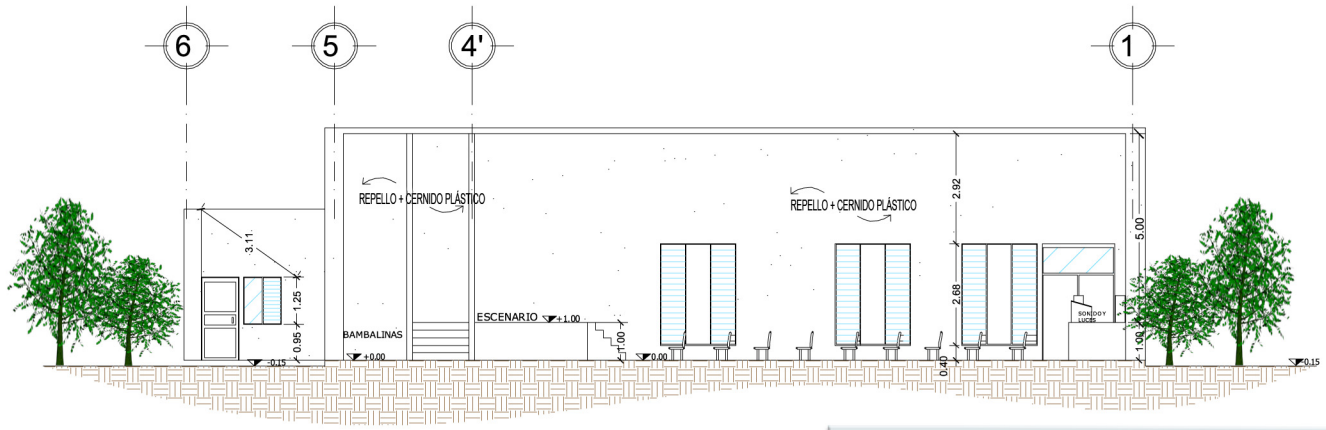 6
5
4'
1
REPELLO + CERNIDO PLÁSTICO
REPELLO + CERNIDO PLÁSTICO
2.92
5.00
3.11
1.25
2.68
ESCENARIO +1.00
SONIDO Y
LUCES
BAMBALINAS
0.95
1.00
1.00
+0.00
0.00
0.40
-0.15
0.15